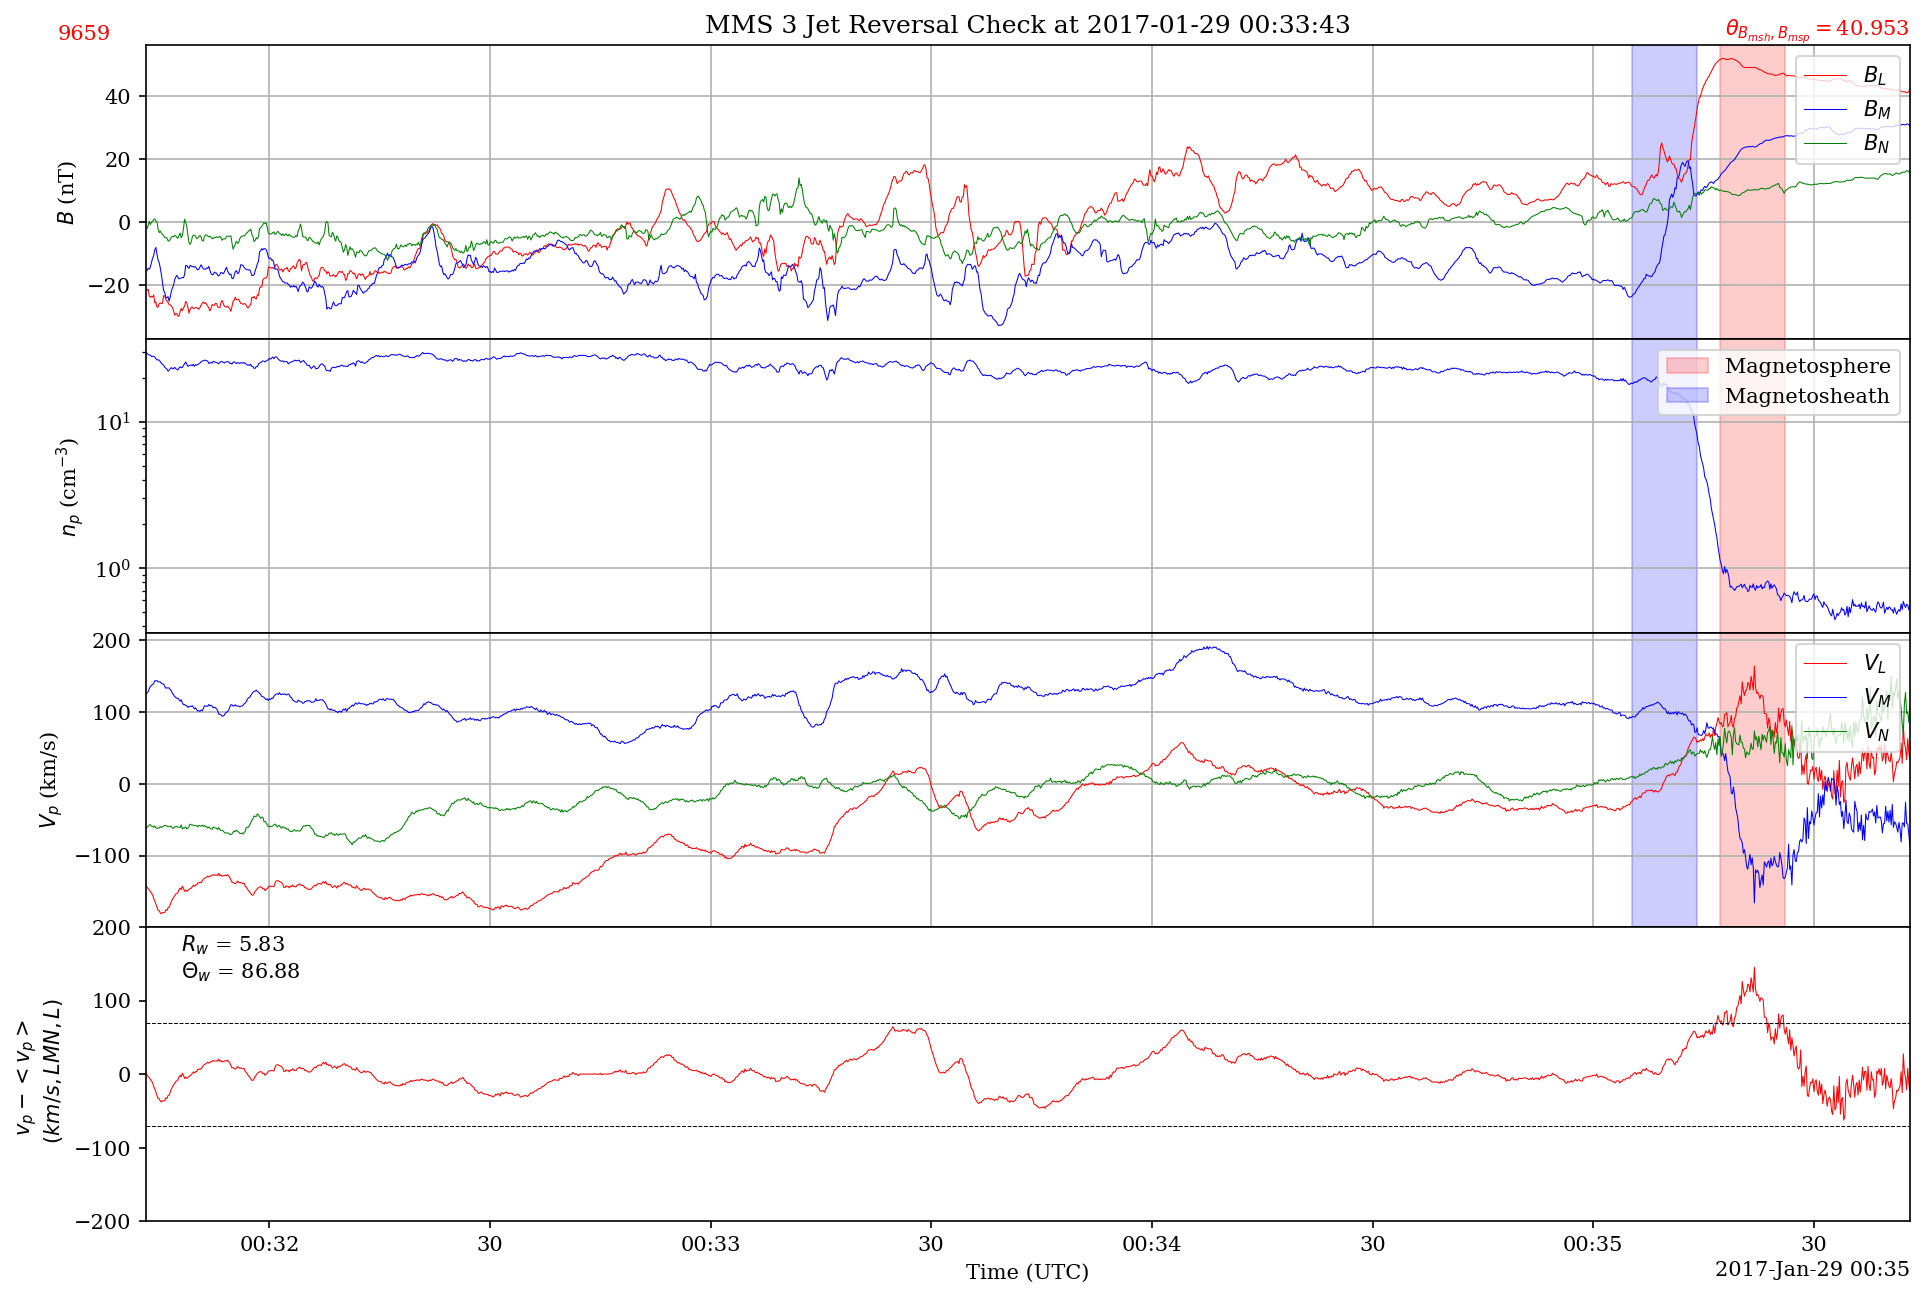 MMS 3 Jet Reversal Check at 2017-01-29 00:33:43
9659
θ_{B_{msh}, B_{msp}} = 40.953
B (nT)
40
20
0
−20
B_L
B_M
B_N
n_p (cm^{−3})
10^1
10^0
Magnetosphere
Magnetosheath
V_p (km/s)
200
100
0
−100
V_L
V_M
V_N
v_p − < v_p >
(km/s, LMN, L)
200
100
0
−100
−200
R_w = 5.83
Θ_w = 86.88
00:32
30
00:33
30
00:34
30
00:35
30
Time (UTC)
2017-Jan-29 00:35